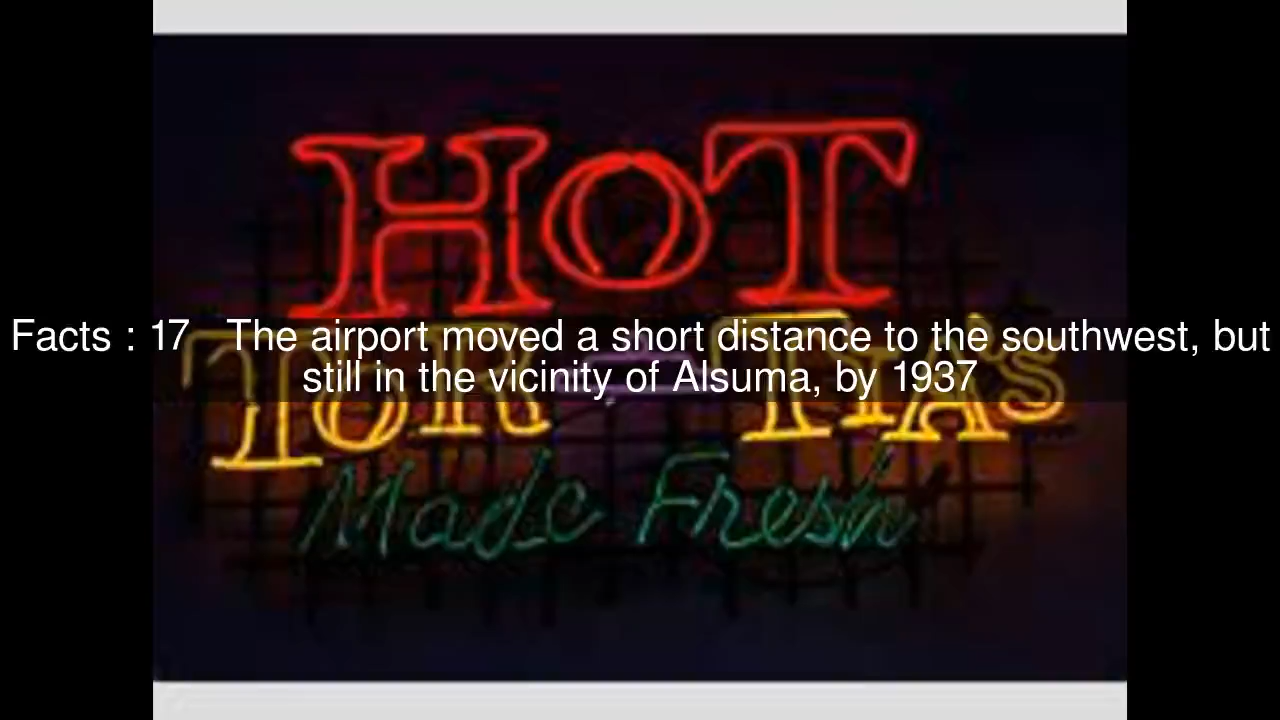 HOT
Facts : 17 The airport moved a short distance to the southwest, but
still in the vicinity of Alsuma, by 1937
Made Fresh